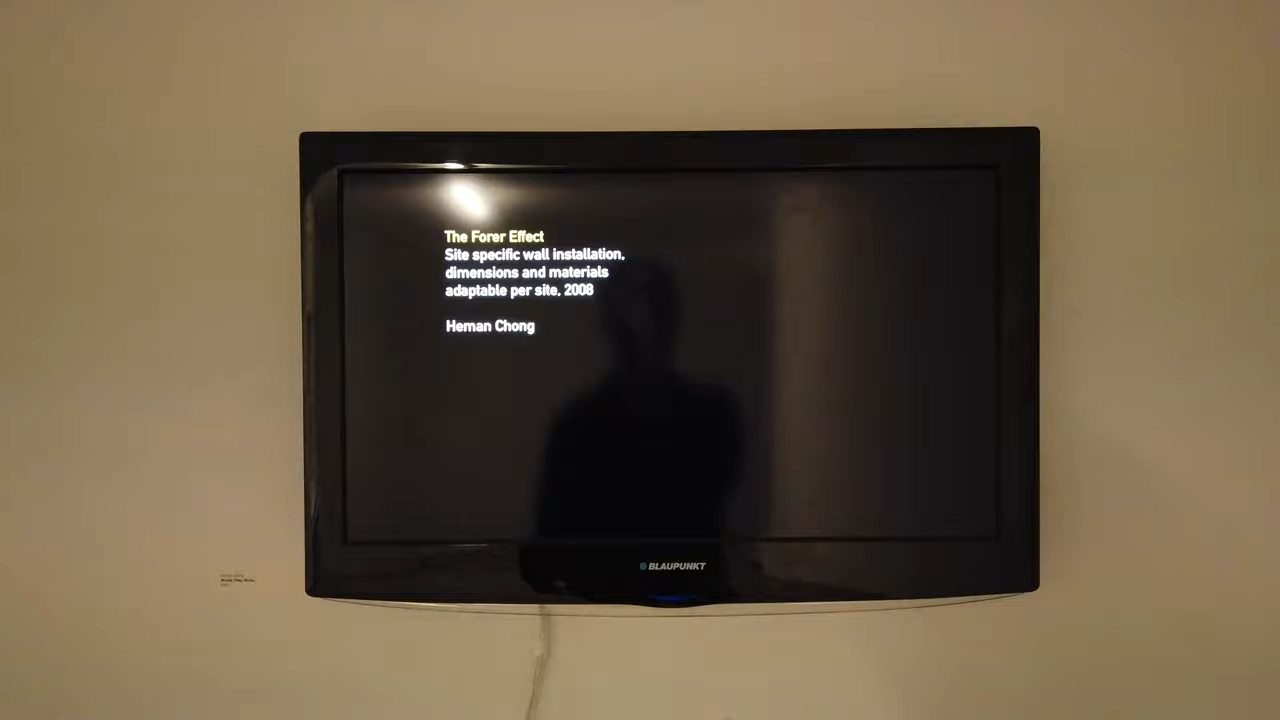 The Forer Effect
Site specific wall installation,
dimensions and materials
adaptable per site, 2008
Heman Chong
BLAUPUNKT